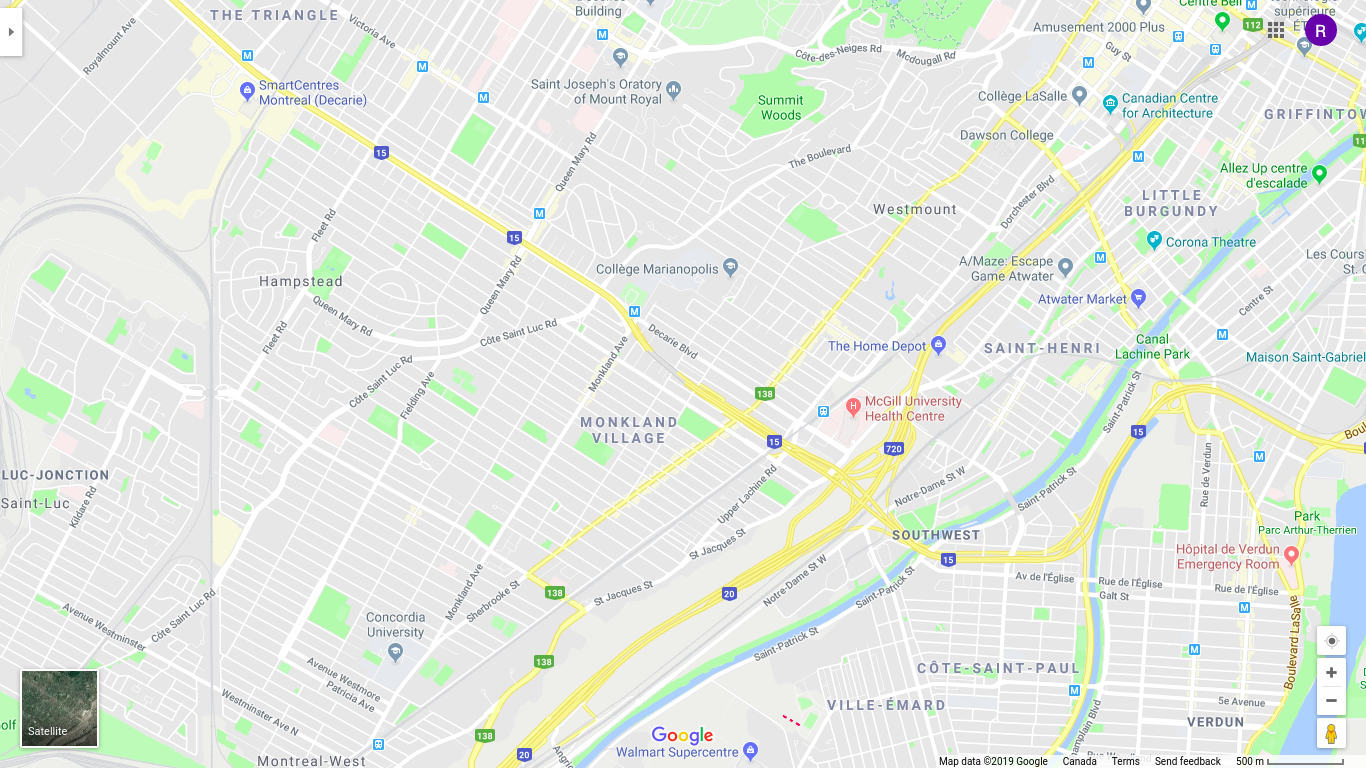 THE TRIANGLE
Building
Victoria Ave
Royalmount Ave
SmartCentres
Montreal (Decarie)
Saint Joseph's Oratory
of Mount Royal
Côte-des-Neiges Rd
Mcdougall Rd
Summit
Woods
The Boulevard
Centre Bell
Amusement 2000 Plus
Guy St
technologie
supérieure
112
R
Collège LaSalle
Canadian Centre
for Architecture
Dawson College
GRIFFINTOW
Allez Up centre
d'escalade
LITTLE
BURGUNDY
Corona Theatre
Dorchester Blvd
Westmount
A/Maze: Escape
Game Atwater
Atwater Market
Les Cours
St. C
Centre St
Canal
Lachine Park
Maison Saint-Gabriel
SAINT-HENRI
The Home Depot
Collège Marianopolis
Queen Mary Rd
15
15
Fleet Rd
Hampstead
Queen Mary Rd
Queen Mary Rd
Fleet Rd
Côte Saint Luc Rd
Côte Saint Luc Rd
Fielding Ave
Monkland Ave
Decarie Blvd
138
McGill University
Health Centre
MONKLAND
VILLAGE
15
720
15
Saint-Patrick St
Boul
LUC-JONCTION
Saint-Luc
Kildare Rd
Upper Lachine Rd
Notre-Dame St W
Saint-Patrick St
Rue de Verdun
Park
Parc Arthur-Therrien
SOUTHWEST
St Jacques St
15
Hôpital de Verdun
Emergency Room
Av de l'Église
Rue de l'Église
Rue de l'Église
Galt St
Monkland Ave
Sherbrooke St
138
St Jacques St
20
Notre-Dame St W
Saint-Patrick St
Boulevard LaSalle
Avenue Westminster
Côte Saint Luc Rd
Concordia
University
Saint-Patrick St
138
CÔTE-SAINT-PAUL
Avenue Westmore
Patricia Ave
Westminster Ave N
VILLE-ÉMARD
5e Avenue
VERDUN
Satellite
olf
138
20
Google
Walmart Supercentre
Montreal-West
Map data ©2019 Google
Canada
Terms
Send feedback
500 m